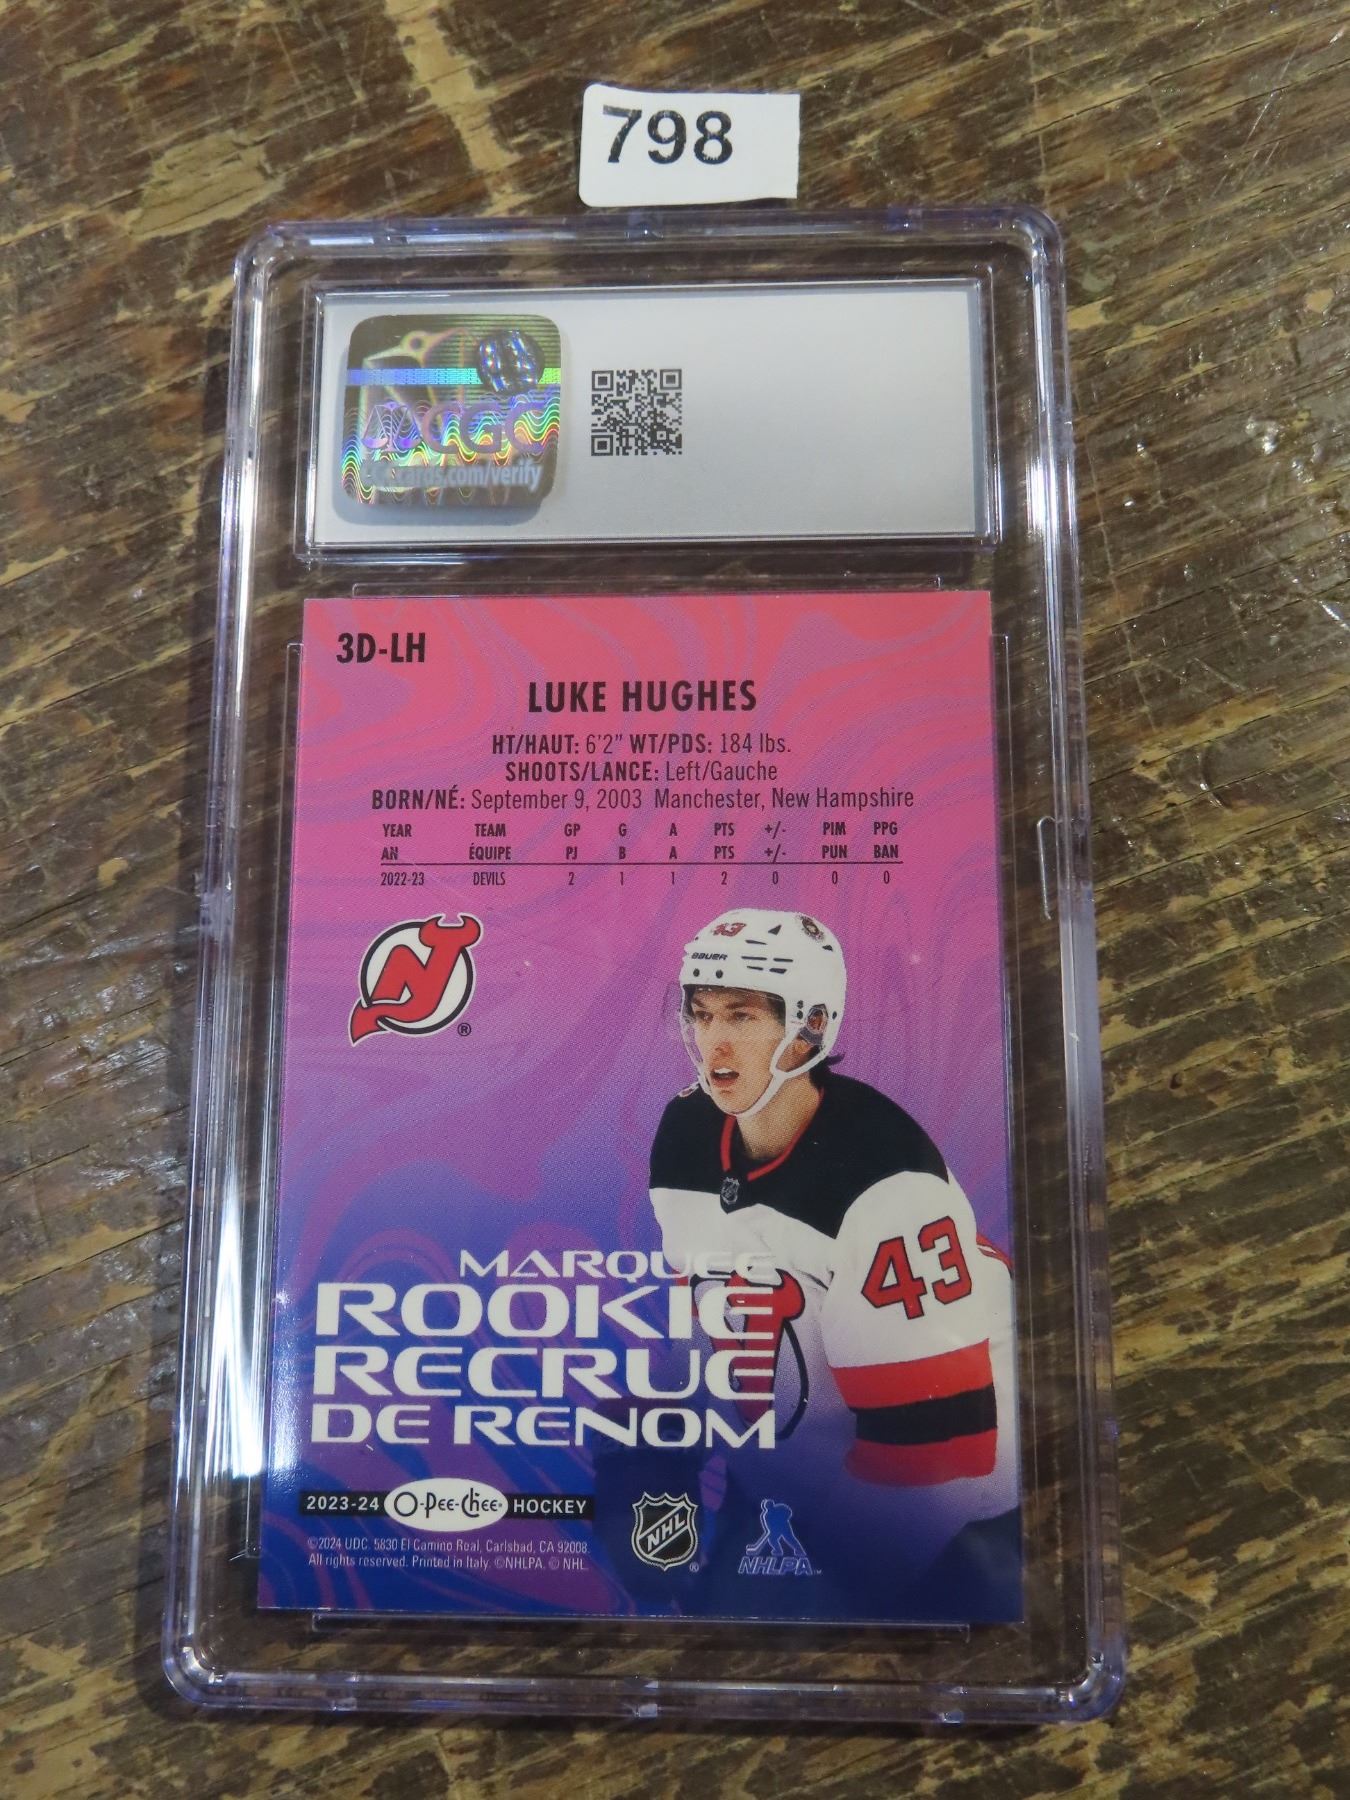 798
CGC
cards.com/verify
3D-LH
LUKE HUGHES
HT/HAUT: 6'2" WT/PDS: 184 lbs.
SHOOTS/LANCE: Left/Gauche
BORN/NÉ: September 9, 2003 Manchester, New Hampshire
YEAR TEAM GP G A PTS +/- PIM PPG
AN ÉQUIPE PJ B A PTS +/- PUN BAN
2022-23 DEVILS 2 1 1 2 0 0 0
43
BAUER
43
MARQUEE
ROOKIE
RECRUE
DE RENOM
2023-24 O-Pee-Chee HOCKEY
©2024 UDC. 5830 El Camino Real, Carlsbad, CA 92008.
All rights reserved. Printed in Italy. ©NHLPA. © NHL.
NHL ®
NHLPA™